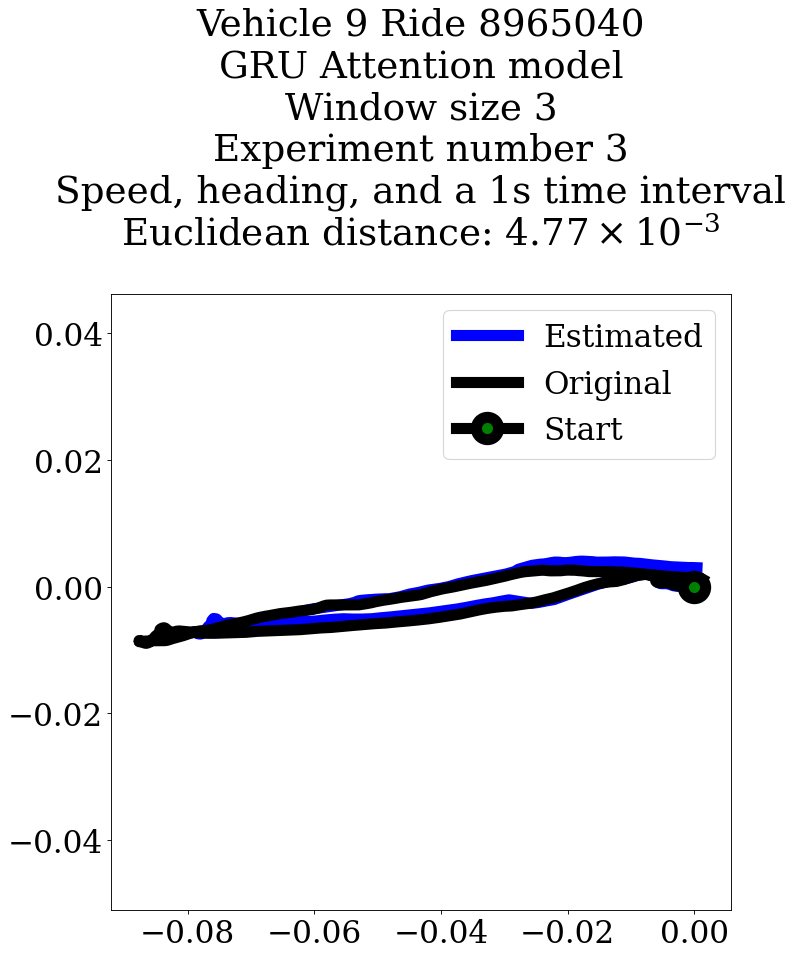 Vehicle 9 Ride 8965040
GRU Attention model
Window size 3
Experiment number 3
Speed, heading, and a 1s time interval
Euclidean distance: 4.77 × 10⁻³
Estimated
Original
Start
0.04
0.02
0.00
−0.02
−0.04
−0.08 −0.06 −0.04 −0.02 0.00